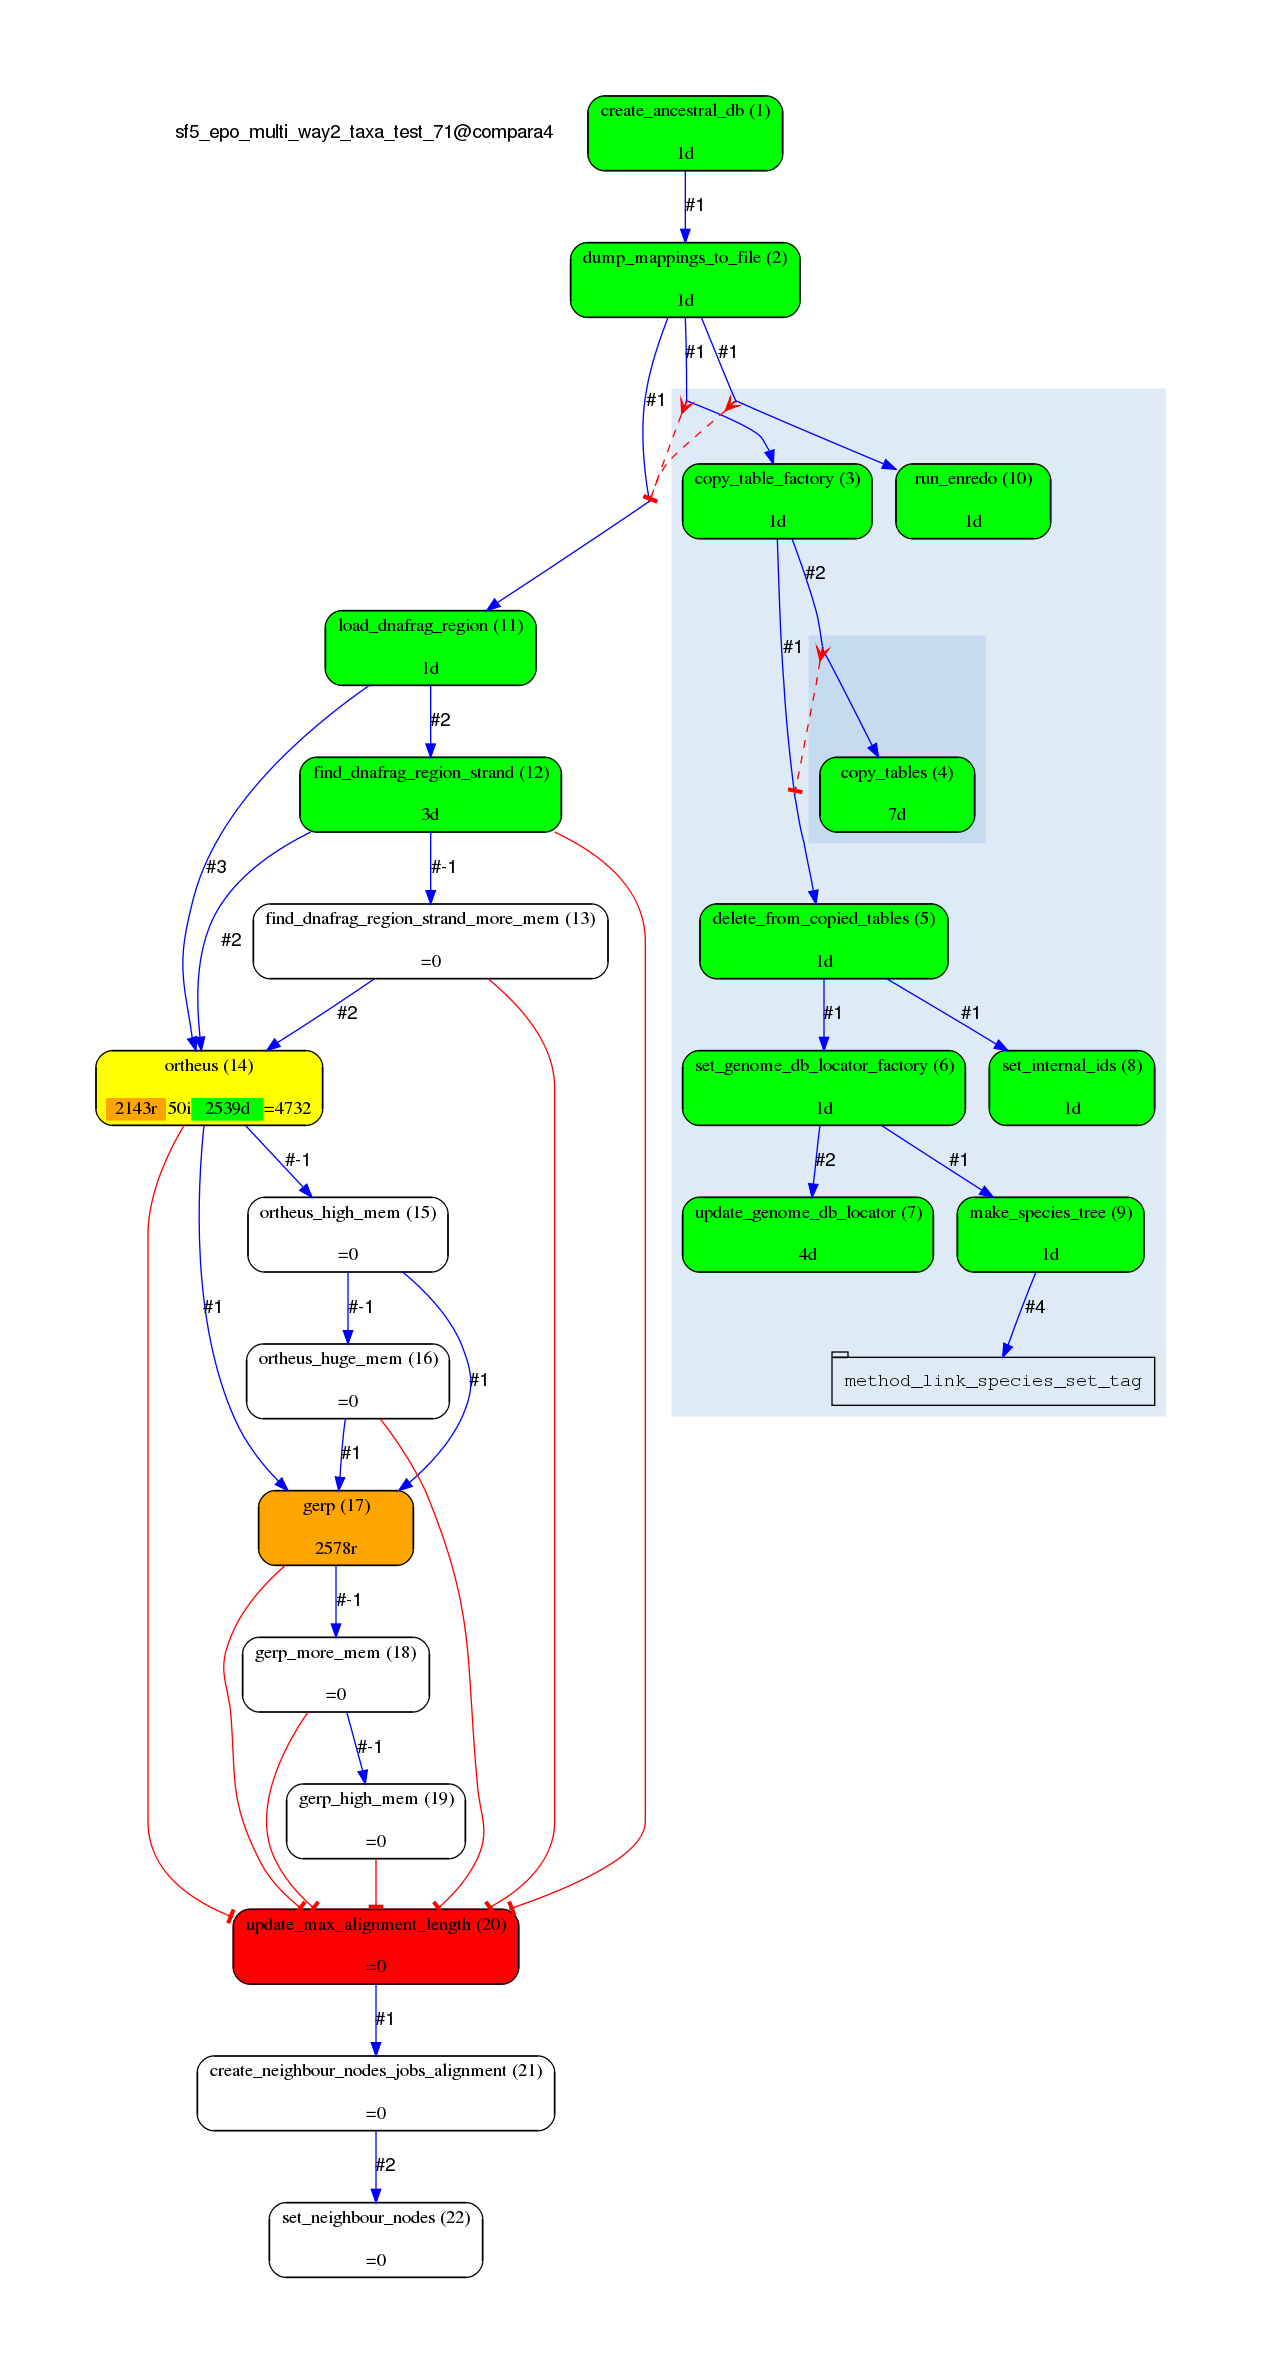 create_ancestral_db (1)
1d
sf5_epo_multi_way2_taxa_test_71@compara4
#1
dump_mappings_to_file (2)
1d
#1
#1
#1
copy_table_factory (3)
1d
run_enredo (10)
1d
#2
load_dnafrag_region (11)
1d
#1
#2
find_dnafrag_region_strand (12)
3d
copy_tables (4)
7d
#3
#-1
#2
find_dnafrag_region_strand_more_mem (13)
=0
delete_from_copied_tables (5)
1d
#2
#1
#1
ortheus (14)
2143r 50i 2539d =4732
set_genome_db_locator_factory (6)
1d
set_internal_ids (8)
1d
#-1
#2
#1
ortheus_high_mem (15)
=0
update_genome_db_locator (7)
4d
make_species_tree (9)
1d
#1
#-1
#4
ortheus_huge_mem (16)
=0
#1
method_link_species_set_tag
#1
gerp (17)
2578r
#-1
gerp_more_mem (18)
=0
#-1
gerp_high_mem (19)
=0
update_max_alignment_length (20)
=0
#1
create_neighbour_nodes_jobs_alignment (21)
=0
#2
set_neighbour_nodes (22)
=0